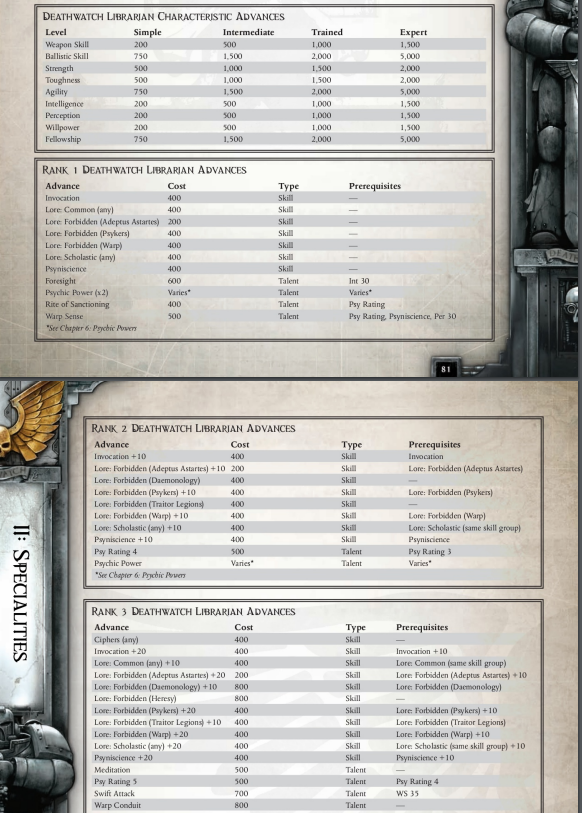 DEATHWATCH LIBRARIAN CHARACTERISTIC ADVANCES
Level Simple Intermediate Trained Expert
Weapon Skill 200 500 1,000 1,500
Ballistic Skill 750 1,500 2,000 5,000
Strength 500 1,000 1,500 2,000
Toughness 500 1,000 1,500 2,000
Agility 750 1,500 2,000 5,000
Intelligence 200 500 1,000 1,500
Perception 200 500 1,000 1,500
Willpower 200 500 1,000 1,500
Fellowship 750 1,500 2,000 5,000
RANK 1 DEATHWATCH LIBRARIAN ADVANCES
Advance Cost Type Prerequisites
Invocation 400 Skill —
Lore: Common (any) 400 Skill —
Lore: Forbidden (Adeptus Astartes) 200 Skill —
Lore: Forbidden (Psykers) 400 Skill —
Lore: Forbidden (Warp) 400 Skill —
Lore: Scholastic (any) 400 Skill —
Psyniscience 400 Skill —
Foresight 600 Talent Int 30
Psychic Power (x2) Varies* Talent Varies*
Rite of Sanctioning 400 Talent Psy Rating
Warp Sense 500 Talent Psy Rating, Psyniscience, Per 30
*See Chapter 6: Psychic Powers
81
II: SPECIALITIES
RANK 2 DEATHWATCH LIBRARIAN ADVANCES
Advance Cost Type Prerequisites
Invocation +10 400 Skill Invocation
Lore: Forbidden (Adeptus Astartes) +10 200 Skill Lore: Forbidden (Adeptus Astartes)
Lore: Forbidden (Daemonology) 400 Skill —
Lore: Forbidden (Psykers) +10 400 Skill Lore: Forbidden (Psykers)
Lore: Forbidden (Traitor Legions) 400 Skill —
Lore: Forbidden (Warp) +10 400 Skill Lore: Forbidden (Warp)
Lore: Scholastic (any) +10 400 Skill Lore: Scholastic (same skill group)
Psyniscience +10 400 Skill Psyniscience
Psy Rating 4 500 Talent Psy Rating 3
Psychic Power Varies* Talent Varies*
*See Chapter 6: Psychic Powers
RANK 3 DEATHWATCH LIBRARIAN ADVANCES
Advance Cost Type Prerequisites
Ciphers (any) 400 Skill —
Invocation +20 400 Skill Invocation +10
Lore: Common (any) +10 400 Skill Lore: Common (same skill group)
Lore: Forbidden (Adeptus Astartes) +20 200 Skill Lore: Forbidden (Adeptus Astartes) +10
Lore: Forbidden (Daemonology) +10 800 Skill Lore: Forbidden (Daemonology)
Lore: Forbidden (Heresy) 800 Skill —
Lore: Forbidden (Psykers) +20 400 Skill Lore: Forbidden (Psykers) +10
Lore: Forbidden (Traitor Legions) +10 400 Skill Lore: Forbidden (Traitor Legions)
Lore: Forbidden (Warp) +20 400 Skill Lore: Forbidden (Warp) +10
Lore: Scholastic (any) +20 400 Skill Lore: Scholastic (same skill group) +10
Psyniscience +20 400 Skill Psyniscience +10
Meditation 500 Talent —
Psy Rating 5 500 Talent Psy Rating 4
Swift Attack 700 Talent WS 35
Warp Conduit 800 Talent —